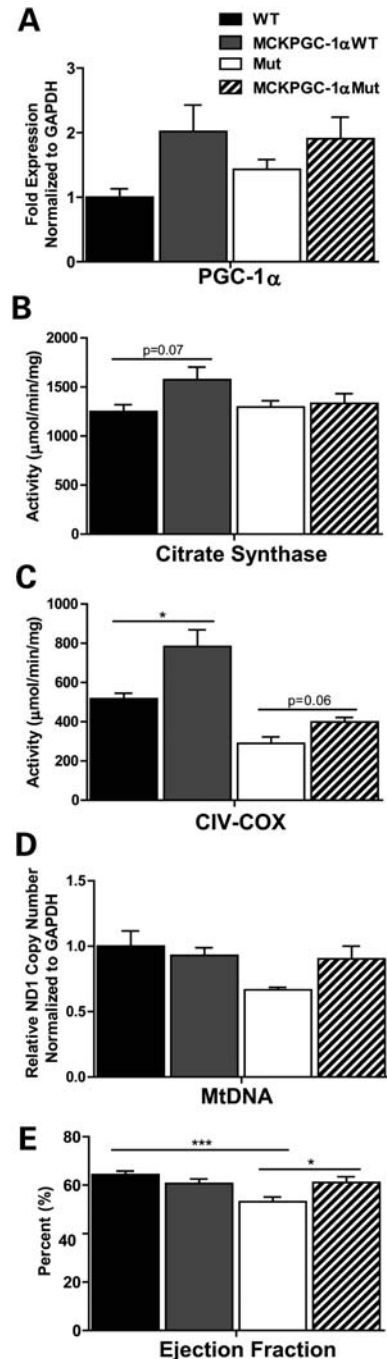 A
WT
MCKPGC-1αWT
Mut
MCKPGC-1αMut
Fold Expression
Normalized to GAPDH
3
2
1
0
PGC-1α
B
Activity (μmol/min/mg)
2000
1500
1000
500
0
p=0.07
Citrate Synthase
C
Activity (μmol/min/mg)
1000
800
600
400
200
0
*
p=0.06
CIV-COX
D
Relative ND1 Copy Number
Normalized to GAPDH
1.5
1.0
0.5
0.0
MtDNA
E
Percent (%)
80
60
40
20
0
***
*
Ejection Fraction